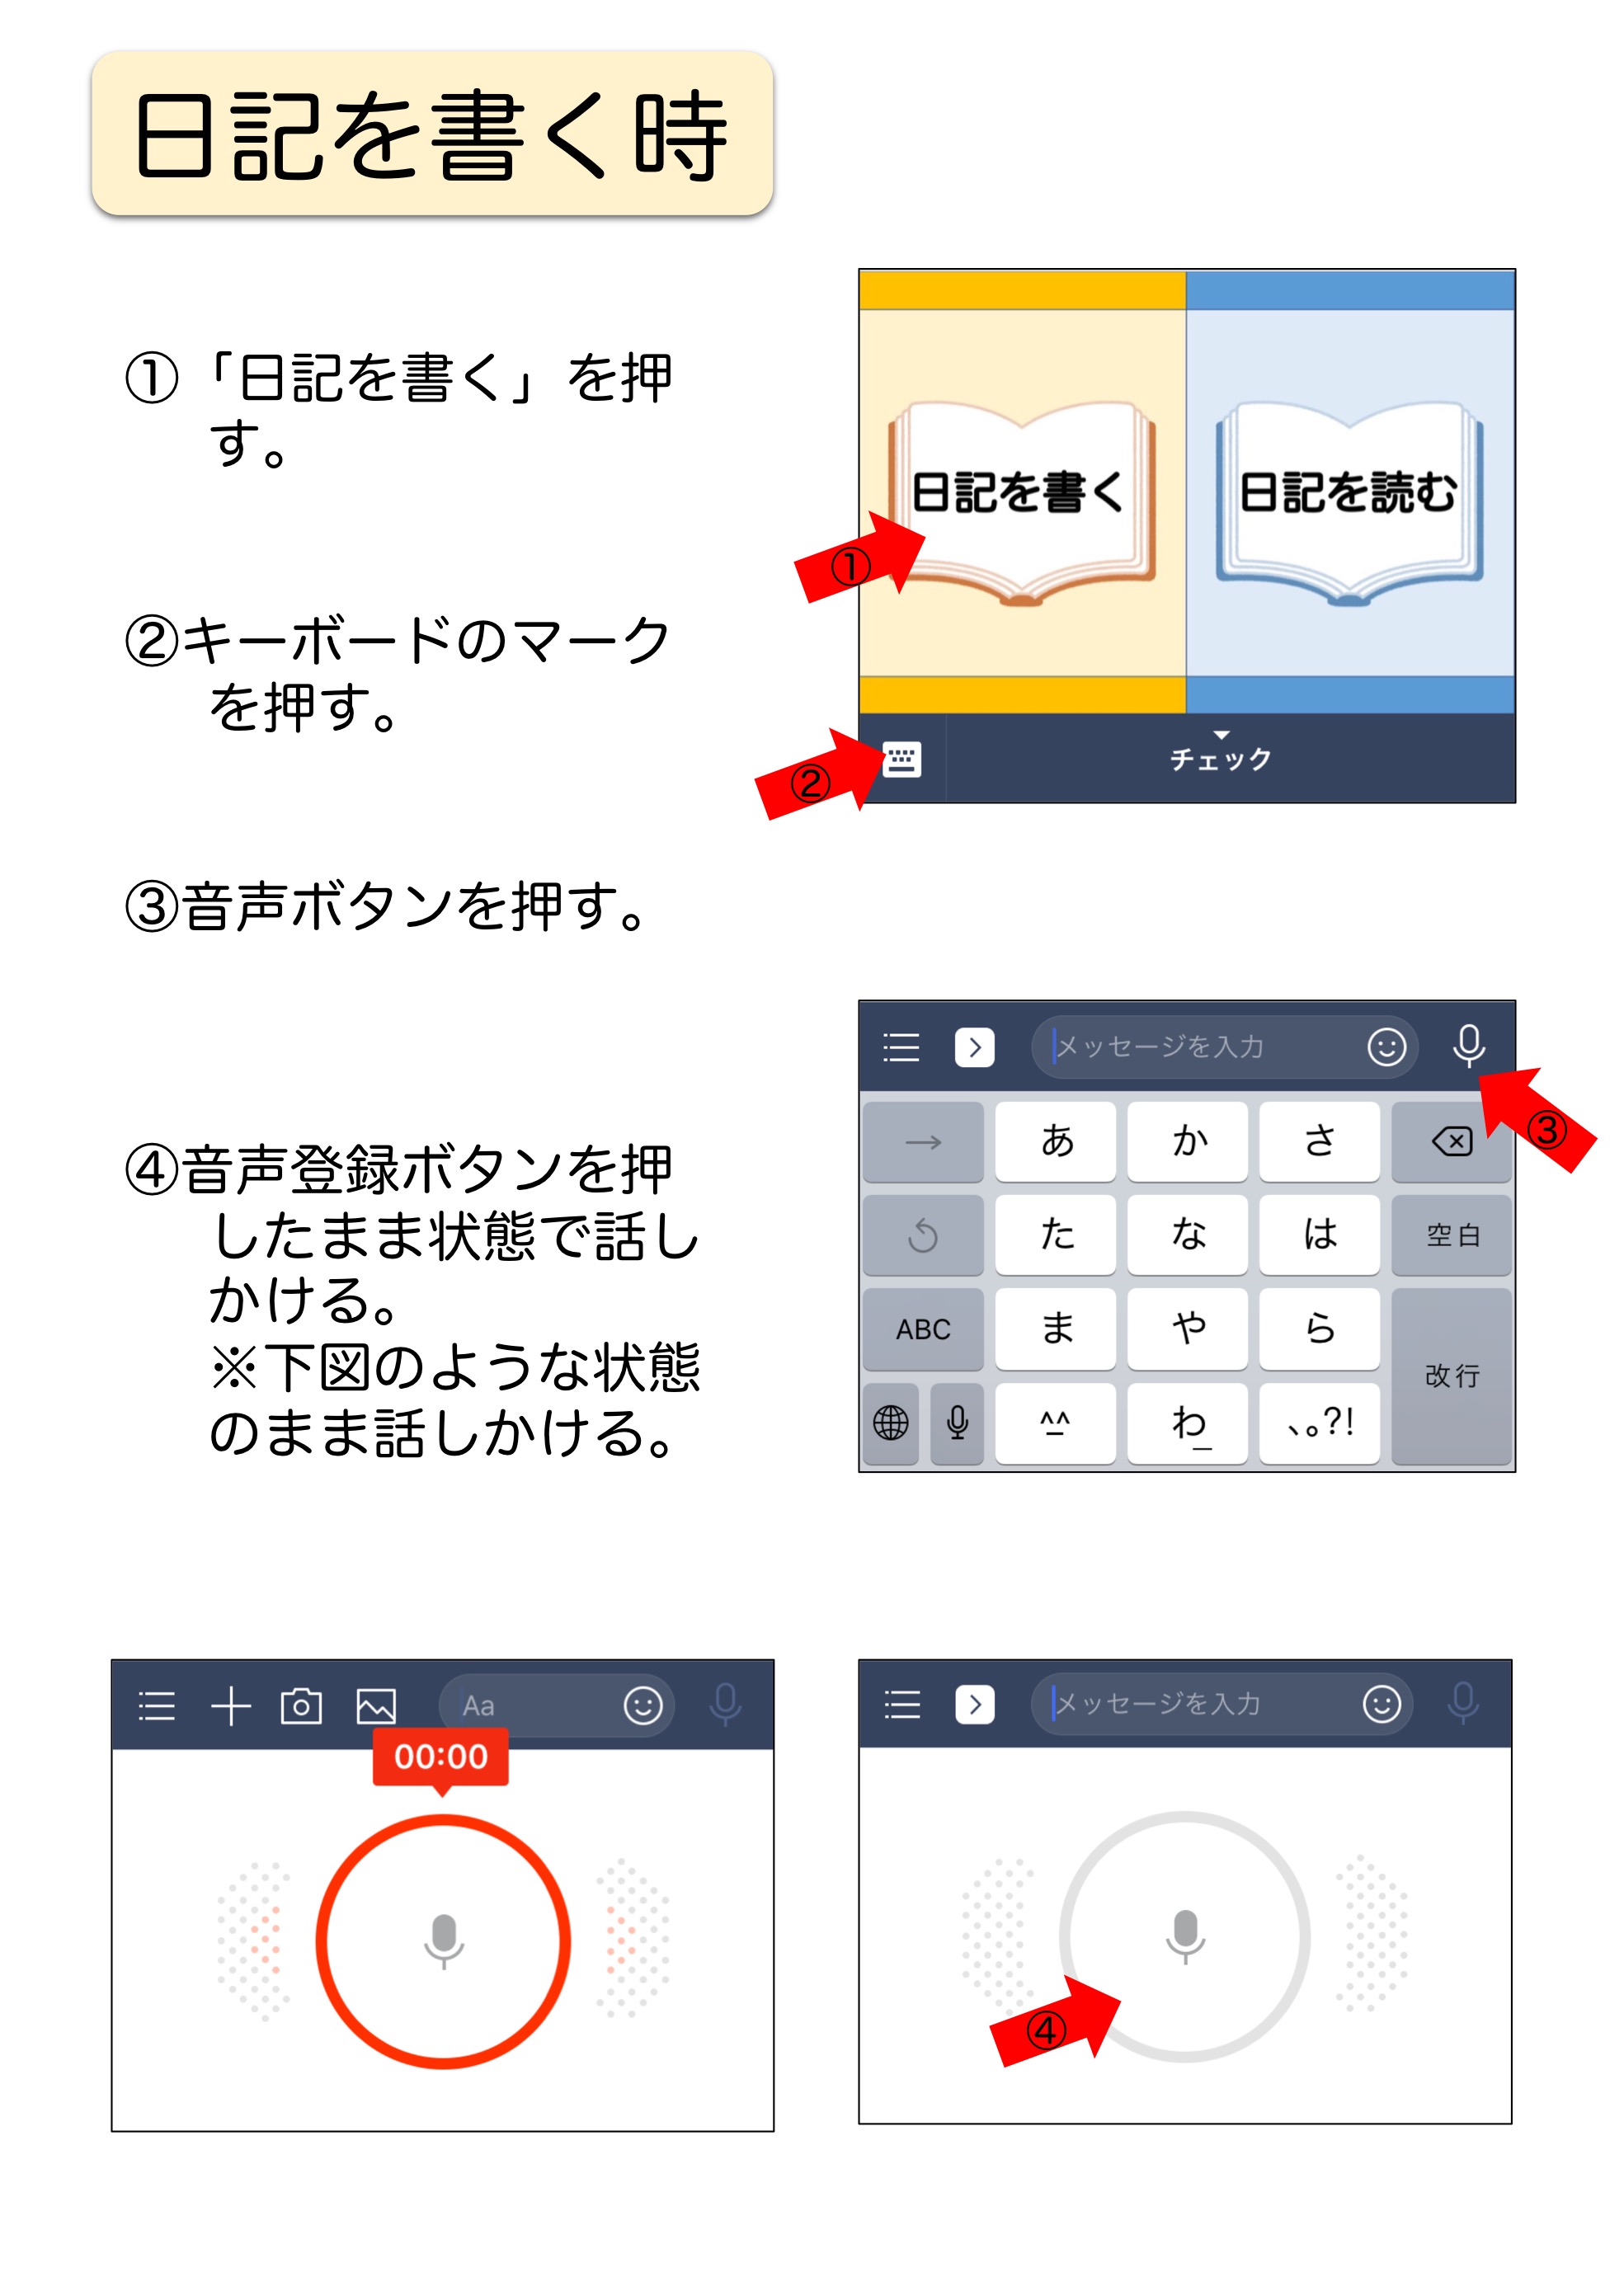 日記を書く時
①「日記を書く」を押
す。
②キーボードのマーク
を押す。
③音声ボタンを押す。
④音声登録ボタンを押
したまま状態で話し
かける。
※下図のような状態
のまま話しかける。
日記を書く
日記を読む
①
②
チェック
メッセージを入力
③
→ あ か さ
た な は 空白
ABC ま や ら
改行
^^ わ 、。?!
Aa
00:00
メッセージを入力
④